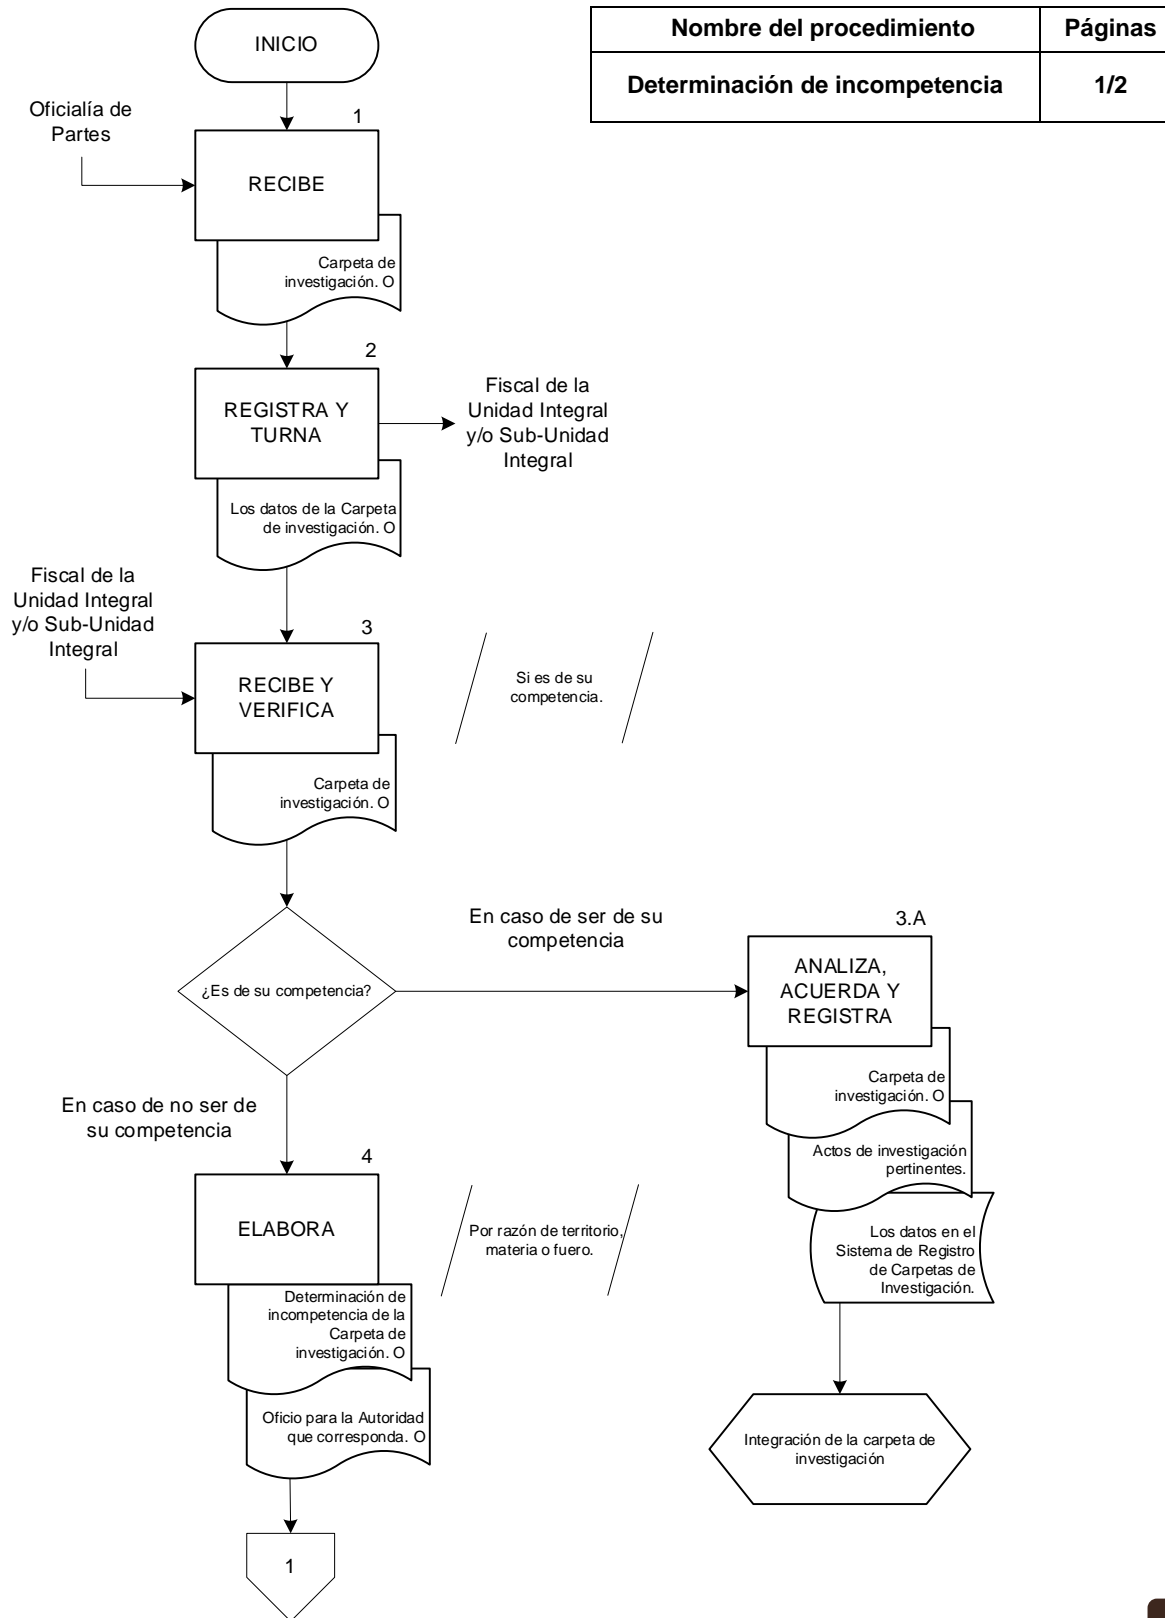 Nombre del procedimiento
Páginas
Determinación de incompetencia
1/2
INICIO
Oficialía de
Partes
1
RECIBE
Carpeta de
investigación. O
2
REGISTRA Y
TURNA
Fiscal de la
Unidad Integral
y/o Sub-Unidad
Integral
Los datos de la Carpeta
de investigación. O
Fiscal de la
Unidad Integral
y/o Sub-Unidad
Integral
3
RECIBE Y
VERIFICA
Si es de su
competencia.
Carpeta de
investigación. O
¿Es de su competencia?
En caso de ser de su
competencia
3.A
ANALIZA,
ACUERDA Y
REGISTRA
Carpeta de
investigación. O
Actos de investigación
pertinentes.
Los datos en el
Sistema de Registro
de Carpetas de
Investigación.
Integración de la carpeta de
investigación
En caso de no ser de
su competencia
4
ELABORA
Por razón de territorio,
materia o fuero.
Determinación de
incompetencia de la
Carpeta de
investigación. O
Oficio para la Autoridad
que corresponda. O
1